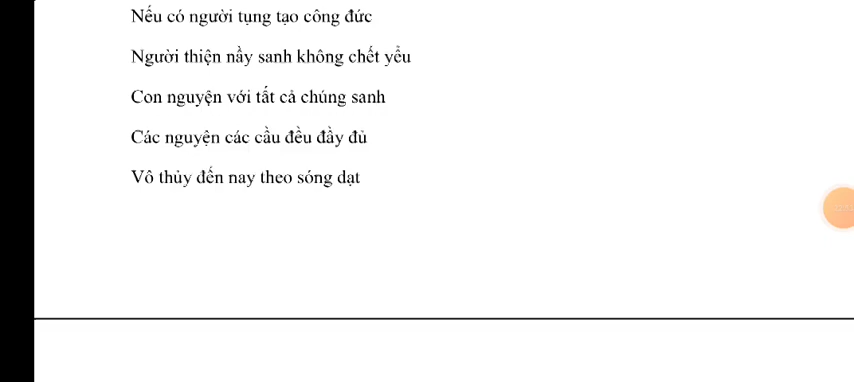 Nếu có người tụng tạo công đức
Người thiện nầy sanh không chết yểu
Con nguyện với tất cả chúng sanh
Các nguyện các cầu đều đầy đủ
Vô thủy đến nay theo sóng dạt